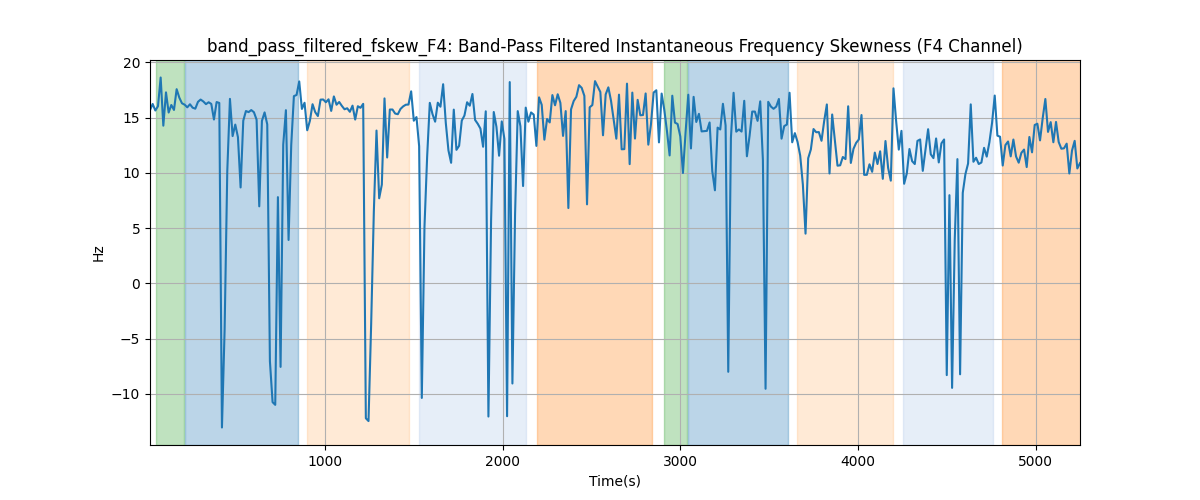 band_pass_filtered_fskew_F4: Band-Pass Filtered Instantaneous Frequency Skewness (F4 Channel)
20
15
10
5
0
−5
−10
Hz
1000 2000 3000 4000 5000
Time(s)